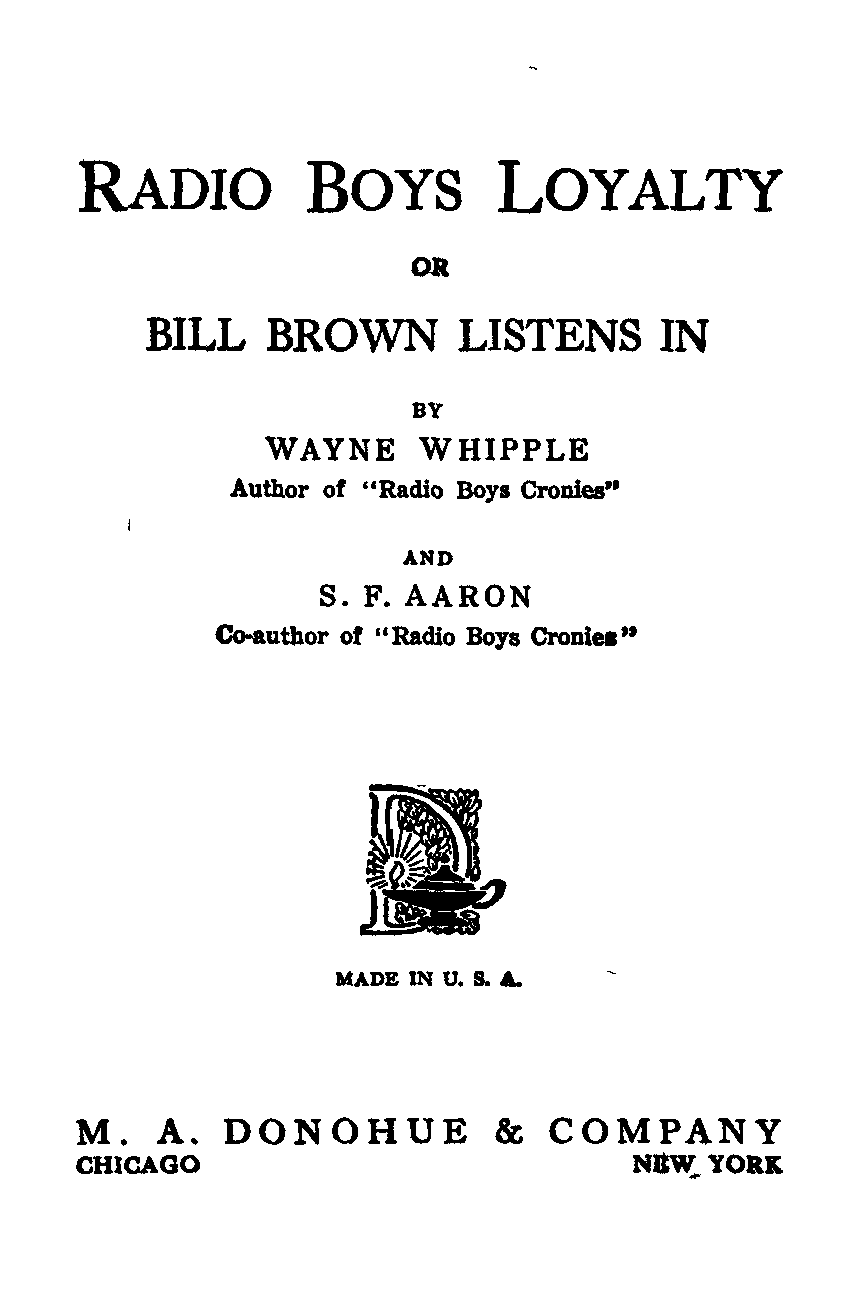 RADIO BOYS LOYALTY
OR
BILL BROWN LISTENS IN
BY
WAYNE WHIPPLE
Author of "Radio Boys Cronies"
AND
S. F. AARON
Co-author of "Radio Boys Cronies"
D
MADE IN U. S. A.
M. A. DONOHUE & COMPANY
CHICAGO NEW YORK